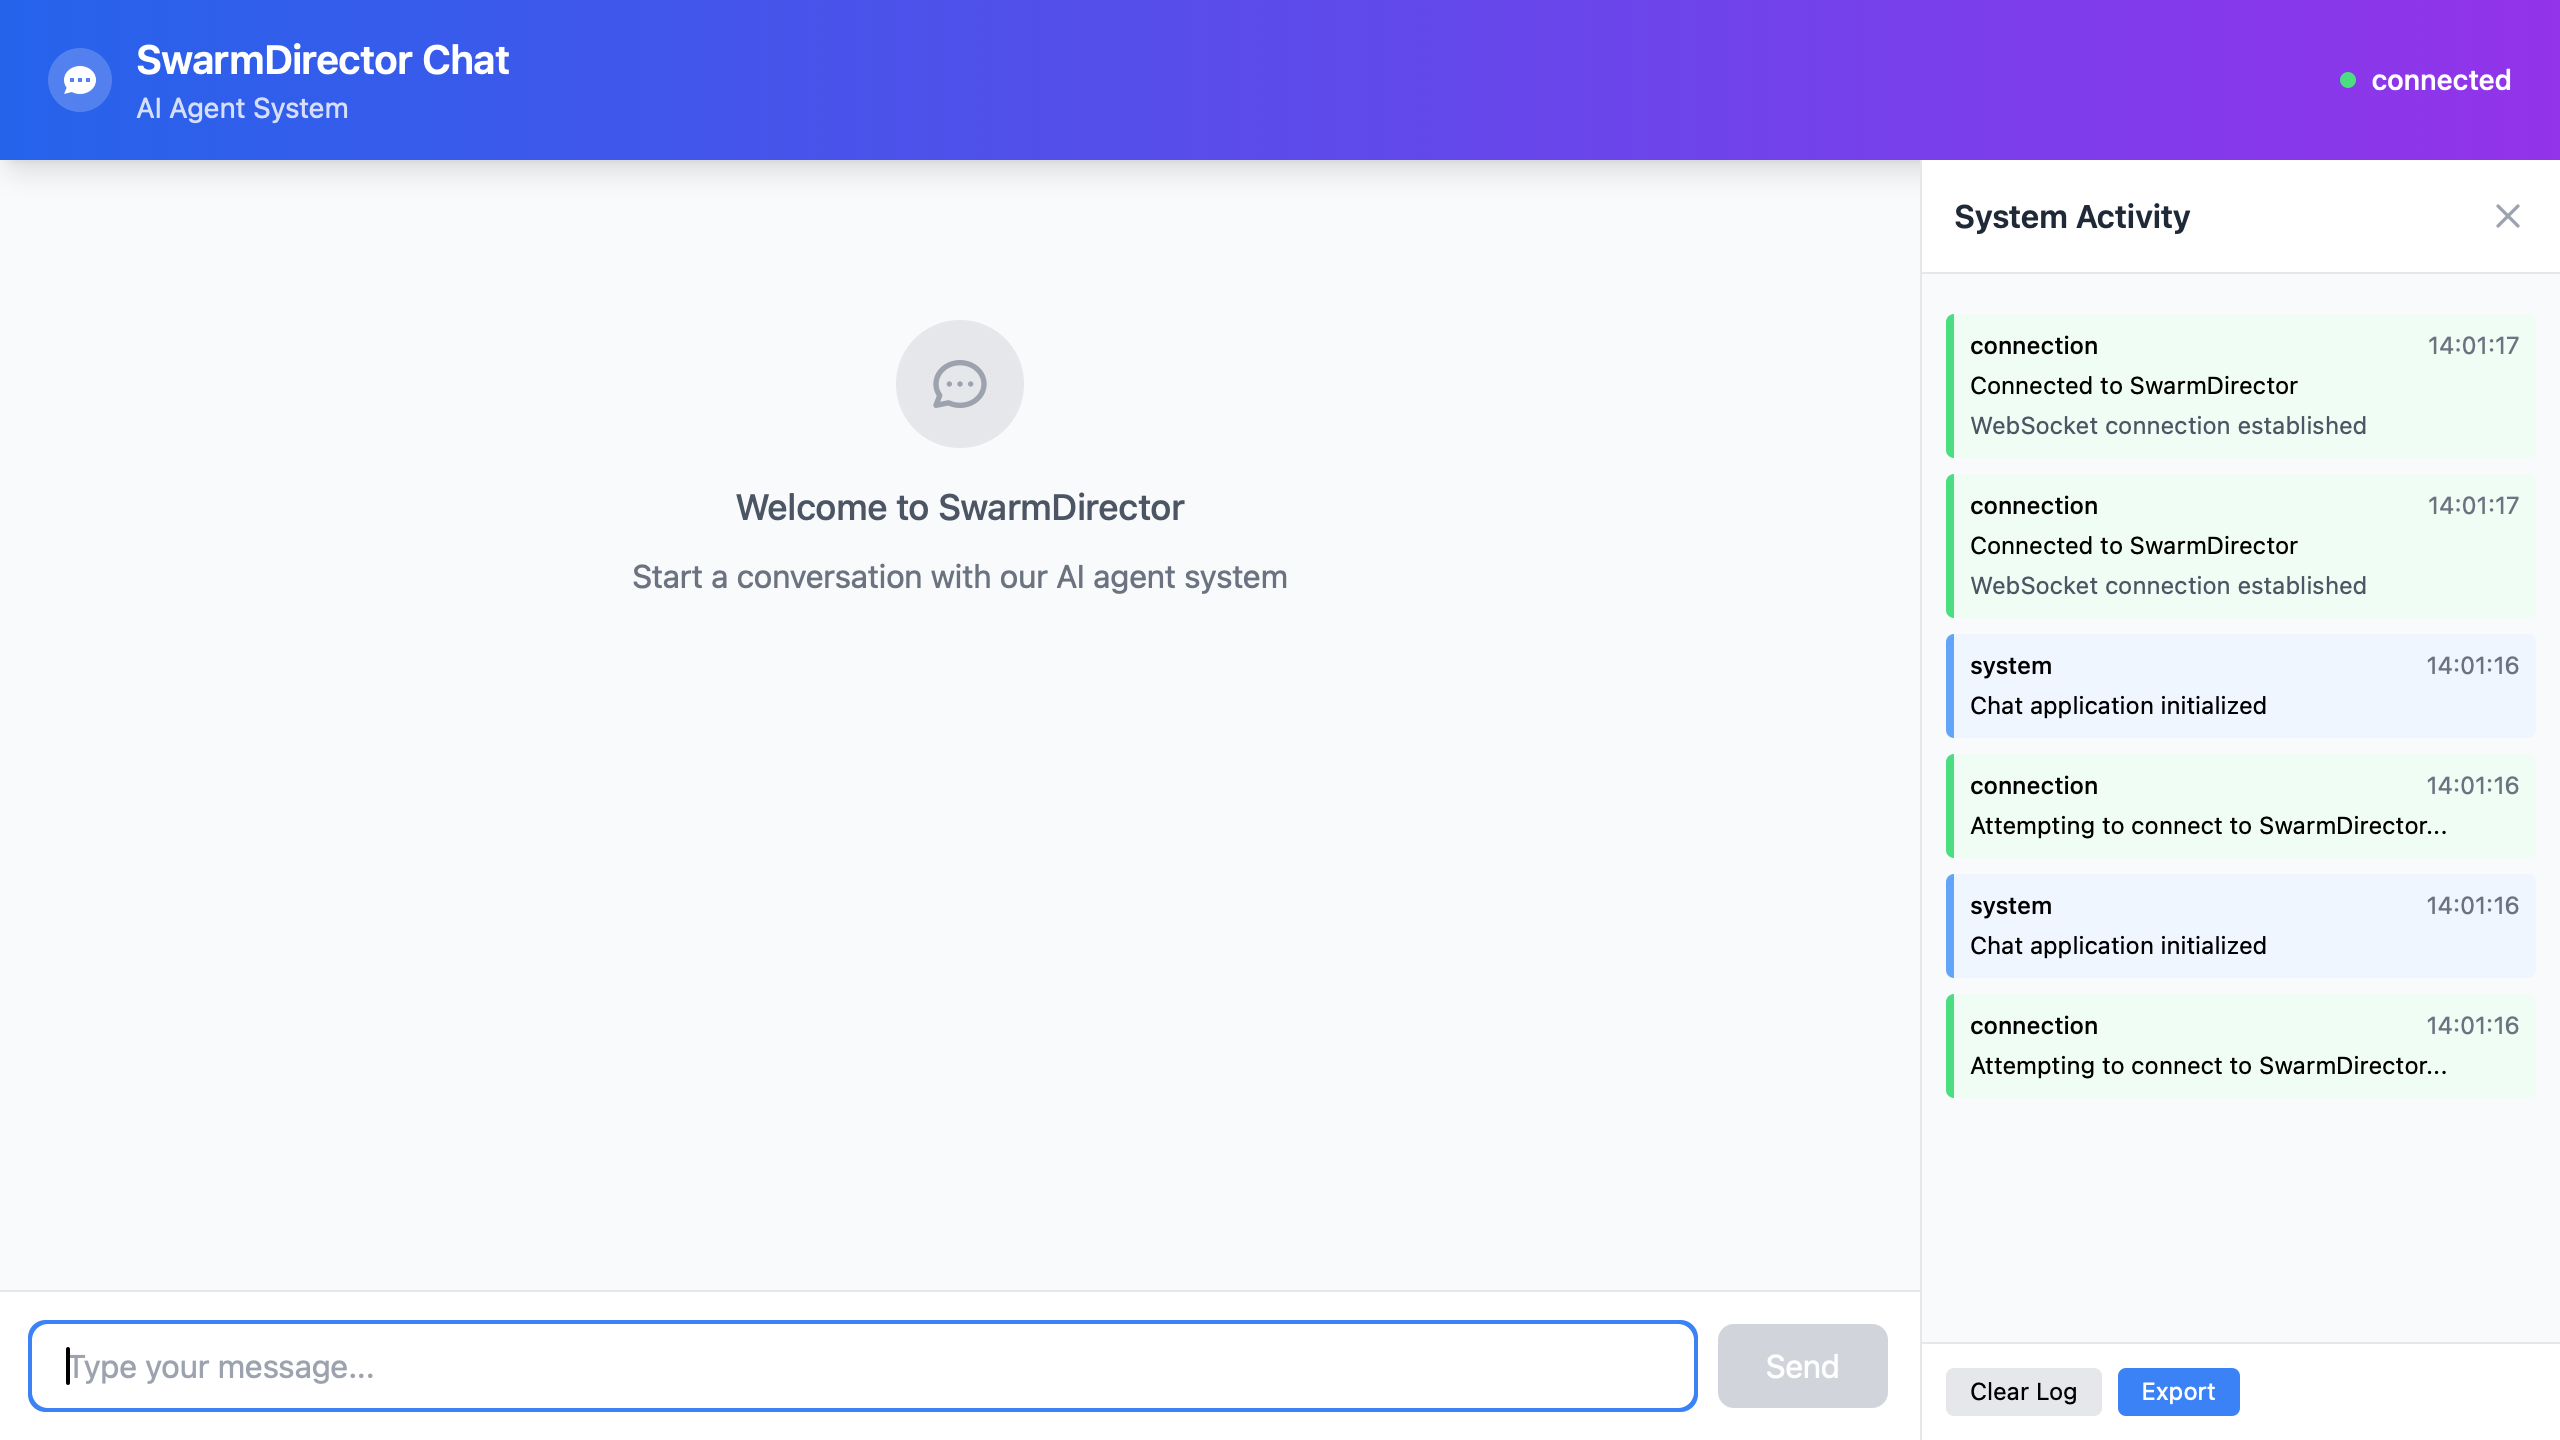 SwarmDirector Chat
AI Agent System
connected
Welcome to SwarmDirector
Start a conversation with our AI agent system
Type your message...
Send
System Activity
connection 14:01:17
Connected to SwarmDirector
WebSocket connection established
connection 14:01:17
Connected to SwarmDirector
WebSocket connection established
system 14:01:16
Chat application initialized
connection 14:01:16
Attempting to connect to SwarmDirector...
system 14:01:16
Chat application initialized
connection 14:01:16
Attempting to connect to SwarmDirector...
Clear Log Export